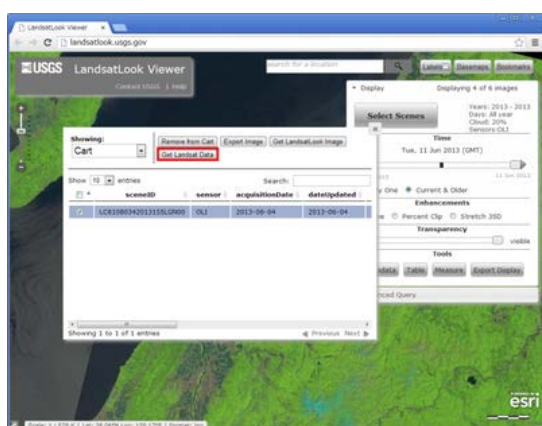 LandsatLook Viewer
landsatlook.usgs.gov
USGS LandsatLook Viewer
search for a location
Labels Basemaps Bookmarks
Contact USGS | Help
Display Displaying 4 of 6 images
Select Scenes
Years: 2013 - 2013
Days: All year
Cloud: 20%
Sensors: OLI
Time
Tue, 11 Jun 2013 (GMT)
11 Jun 2013
One Current & Older
Enhancements
Percent Clip Stretch 3SD
Transparency
visible
Tools
Table Measure Export Display
Query
Showing:
Cart
Remove from Cart Export Image Get LandsatLook Image
Get Landsat Data
Show 10 entries Search:
sceneID sensor acquisitionDate dateUpdated
LC81080342013155LGN00 OLI 2013-06-04 2013-06-04
Showing 1 to 1 of 1 entries Previous Next
esri